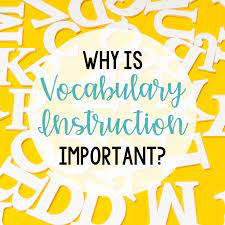 WHY IS
Vocabulary
Instruction
IMPORTANT?